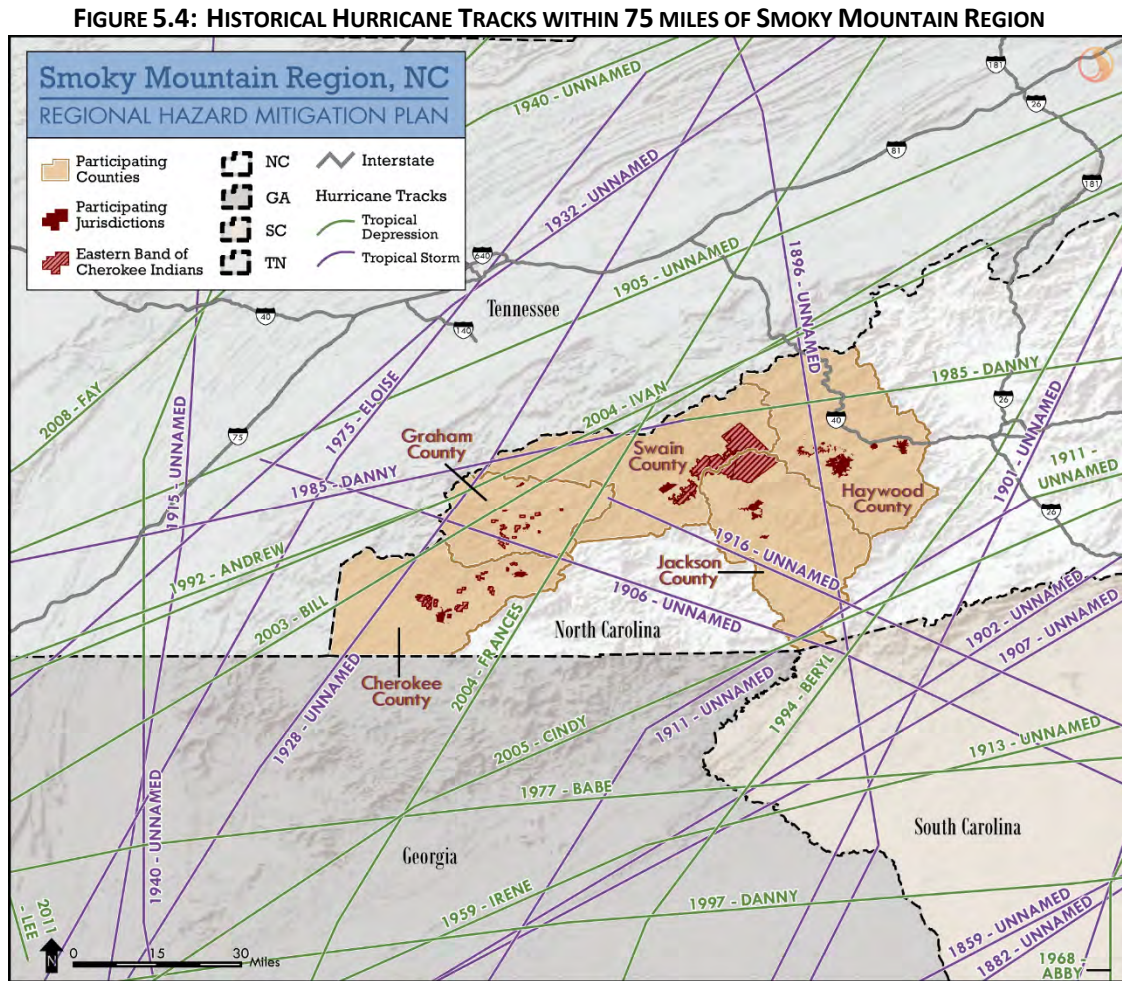 FIGURE 5.4: HISTORICAL HURRICANE TRACKS WITHIN 75 MILES OF SMOKY MOUNTAIN REGION
Smoky Mountain Region, NC
REGIONAL HAZARD MITIGATION PLAN
Participating Counties
Participating Jurisdictions
Eastern Band of Cherokee Indians
NC
GA
SC
TN
Interstate
Hurricane Tracks
Tropical Depression
Tropical Storm
1940 - UNNAMED
1932 - UNNAMED
181
26
81
181
1896 - UNNAMED
1905 - UNNAMED
640
Tennessee
40
140
2008 - FAY
75
1915 - UNNAMED
1975 - ELOISE
2004 - IVAN
1985 - DANNY
Graham County
1985 - DANNY
Swain County
40
26
1901 - UNNAMED
1911 - UNNAMED
Haywood County
26
1992 - ANDREW
1916 - UNNAMED
Jackson County
1906 - UNNAMED
2003 - BILL
North Carolina
1902 - UNNAMED
1907 - UNNAMED
Cherokee County
2004 - FRANCES
1928 - UNNAMED
1911 - UNNAMED
1994 - BERYL
2005 - CINDY
1913 - UNNAMED
1977 - BABE
South Carolina
1940 - UNNAMED
Georgia
1959 - IRENE
1997 - DANNY
2011 - LEE
1859 - UNNAMED
1882 - UNNAMED
1968 - ABBY
N
0 15 30 Miles